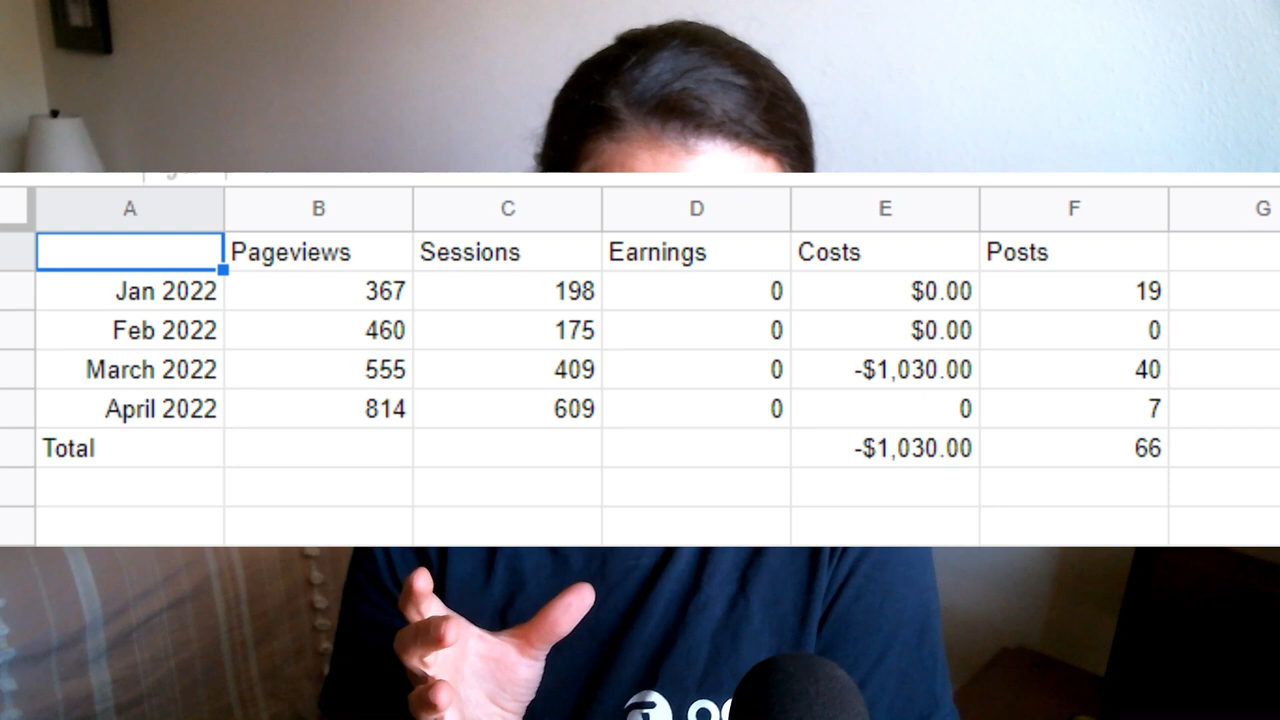 A B C D E F G
Pageviews Sessions Earnings Costs Posts
Jan 2022 367 198 0 $0.00 19
Feb 2022 460 175 0 $0.00 0
March 2022 555 409 0 -$1,030.00 40
April 2022 814 609 0 0 7
Total -$1,030.00 66